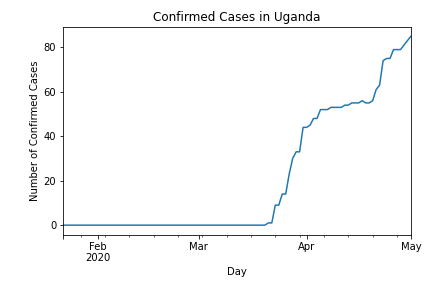 Confirmed Cases in Uganda
Number of Confirmed Cases
80
60
40
20
0
Feb
2020
Mar
Apr
May
Day